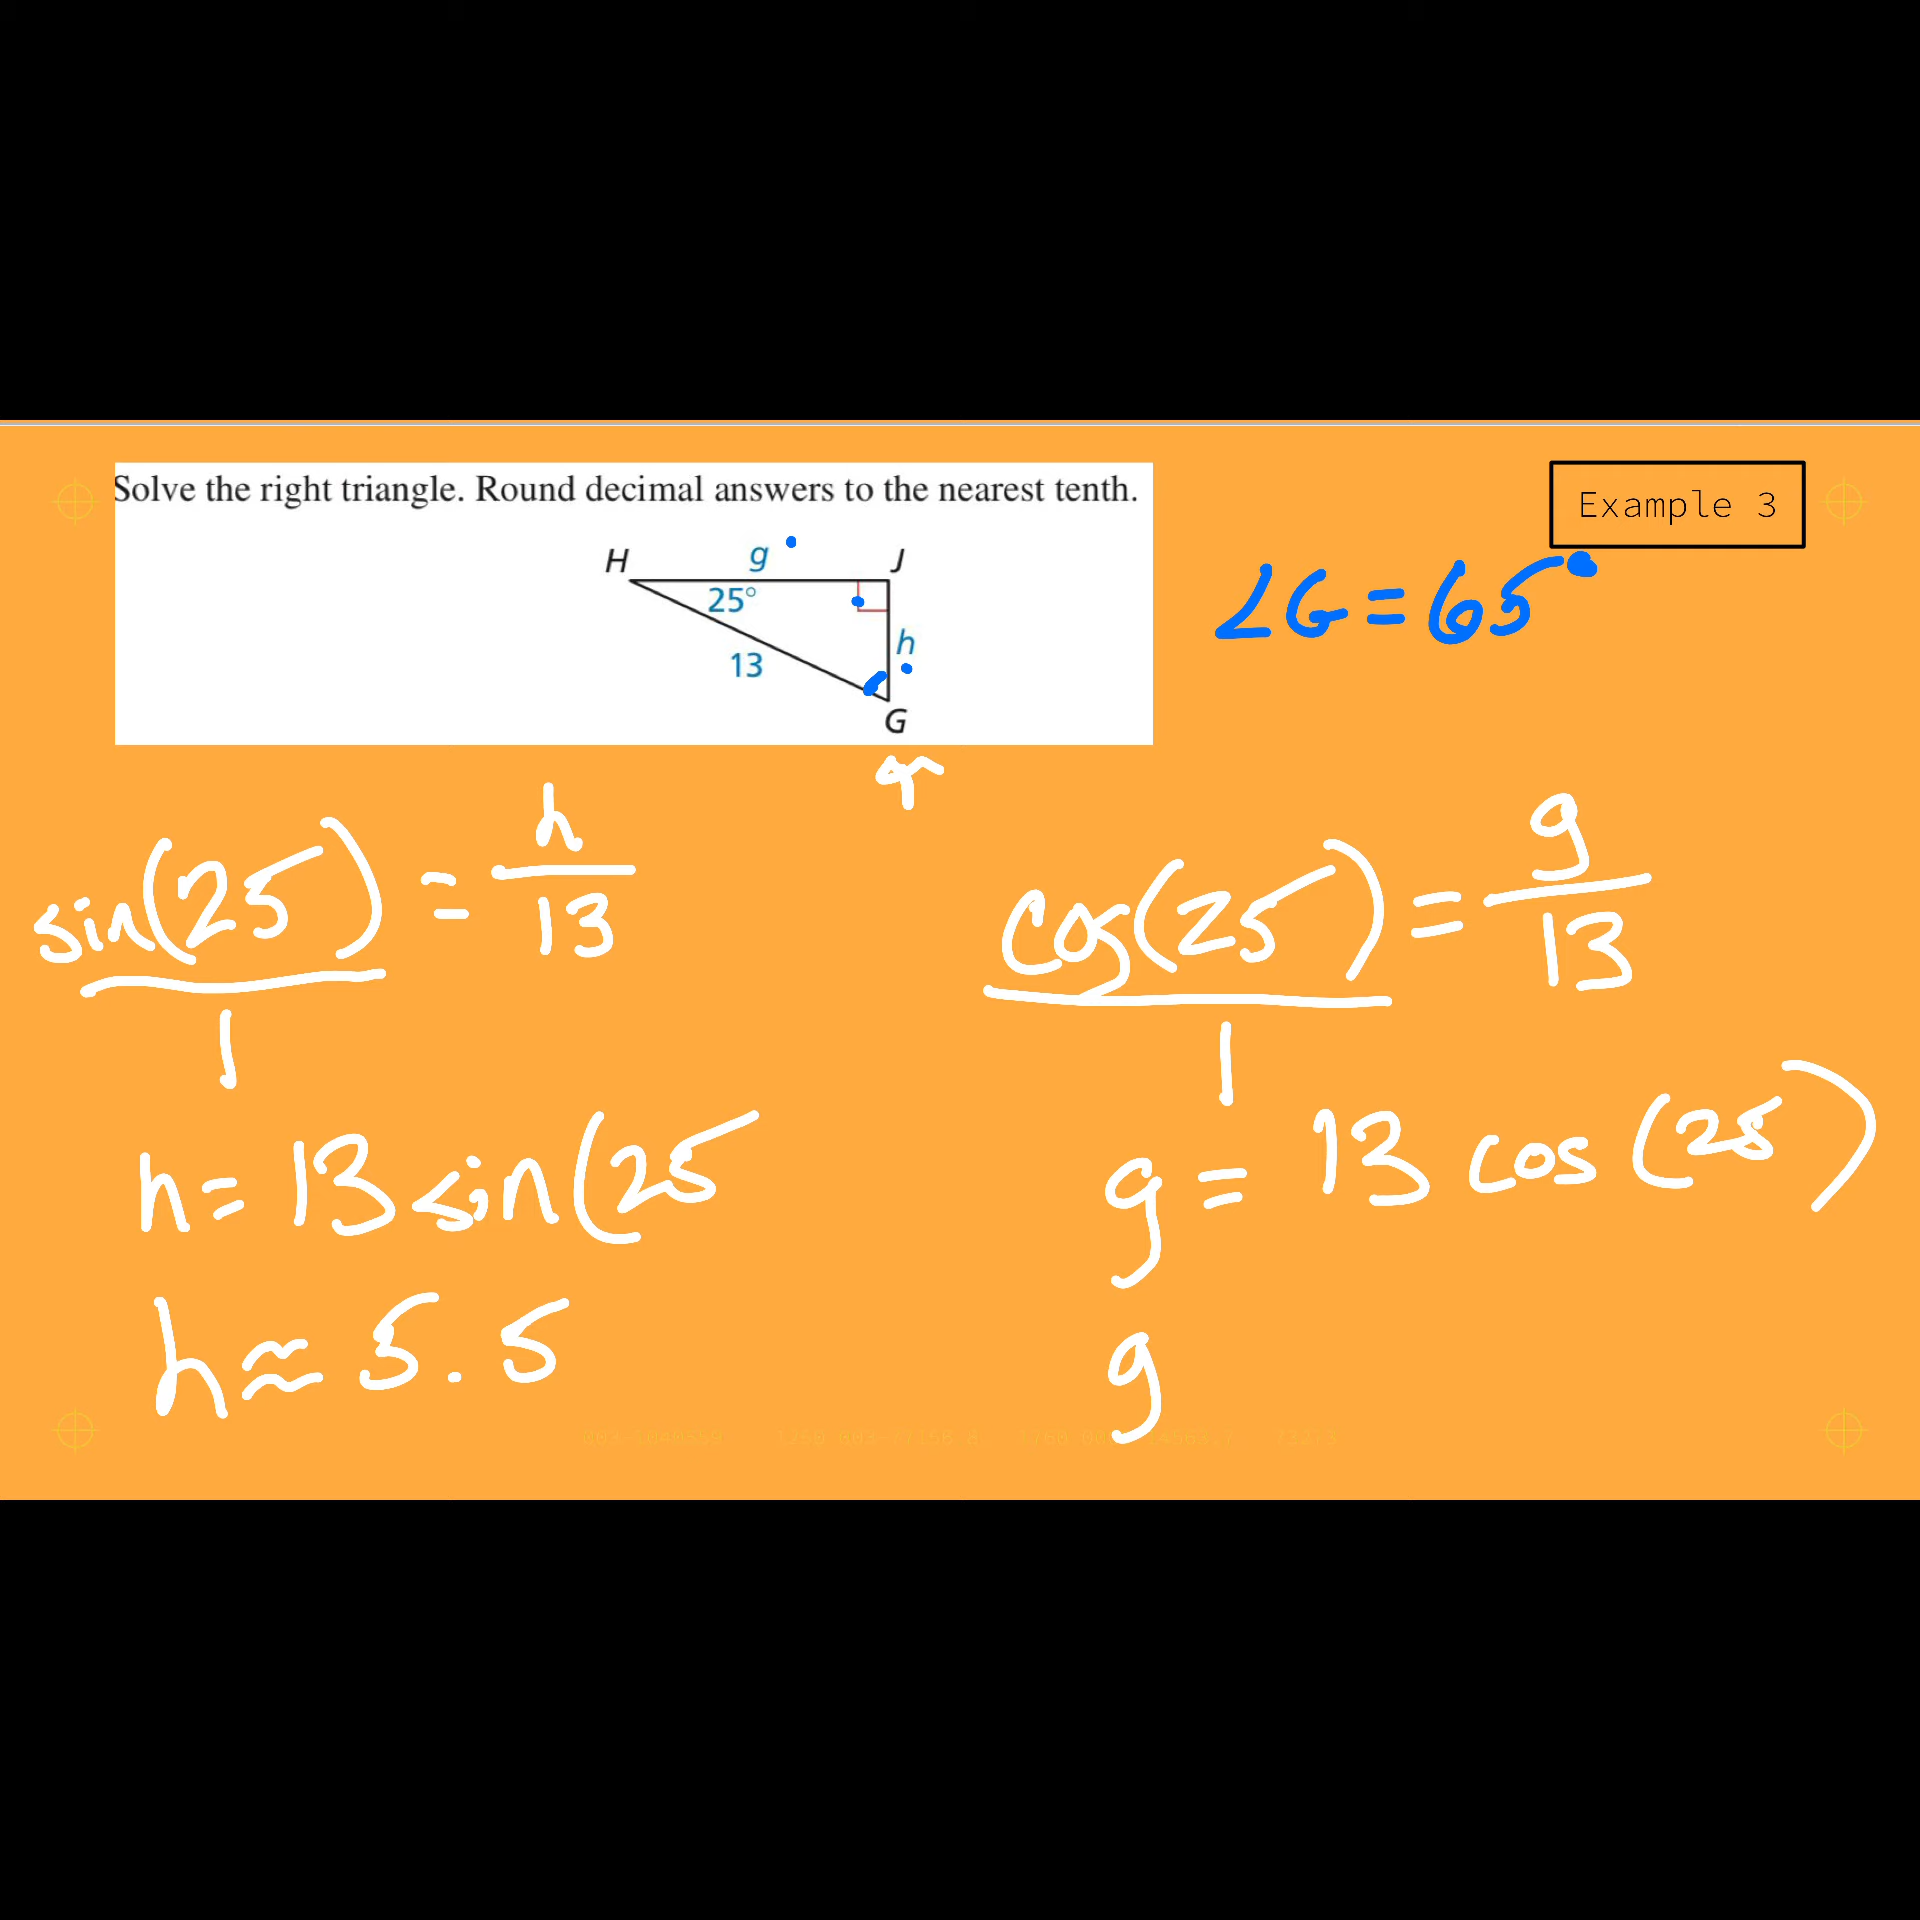 Solve the right triangle. Round decimal answers to the nearest tenth.
Example 3
H g J
25°
h
13
G
∠G = 65°
sin(25) / 1 = h / 13
cos(25) / 1 = g / 13
h = 13 sin(25
g = 13 cos(25)
h ≈ 5.5
g